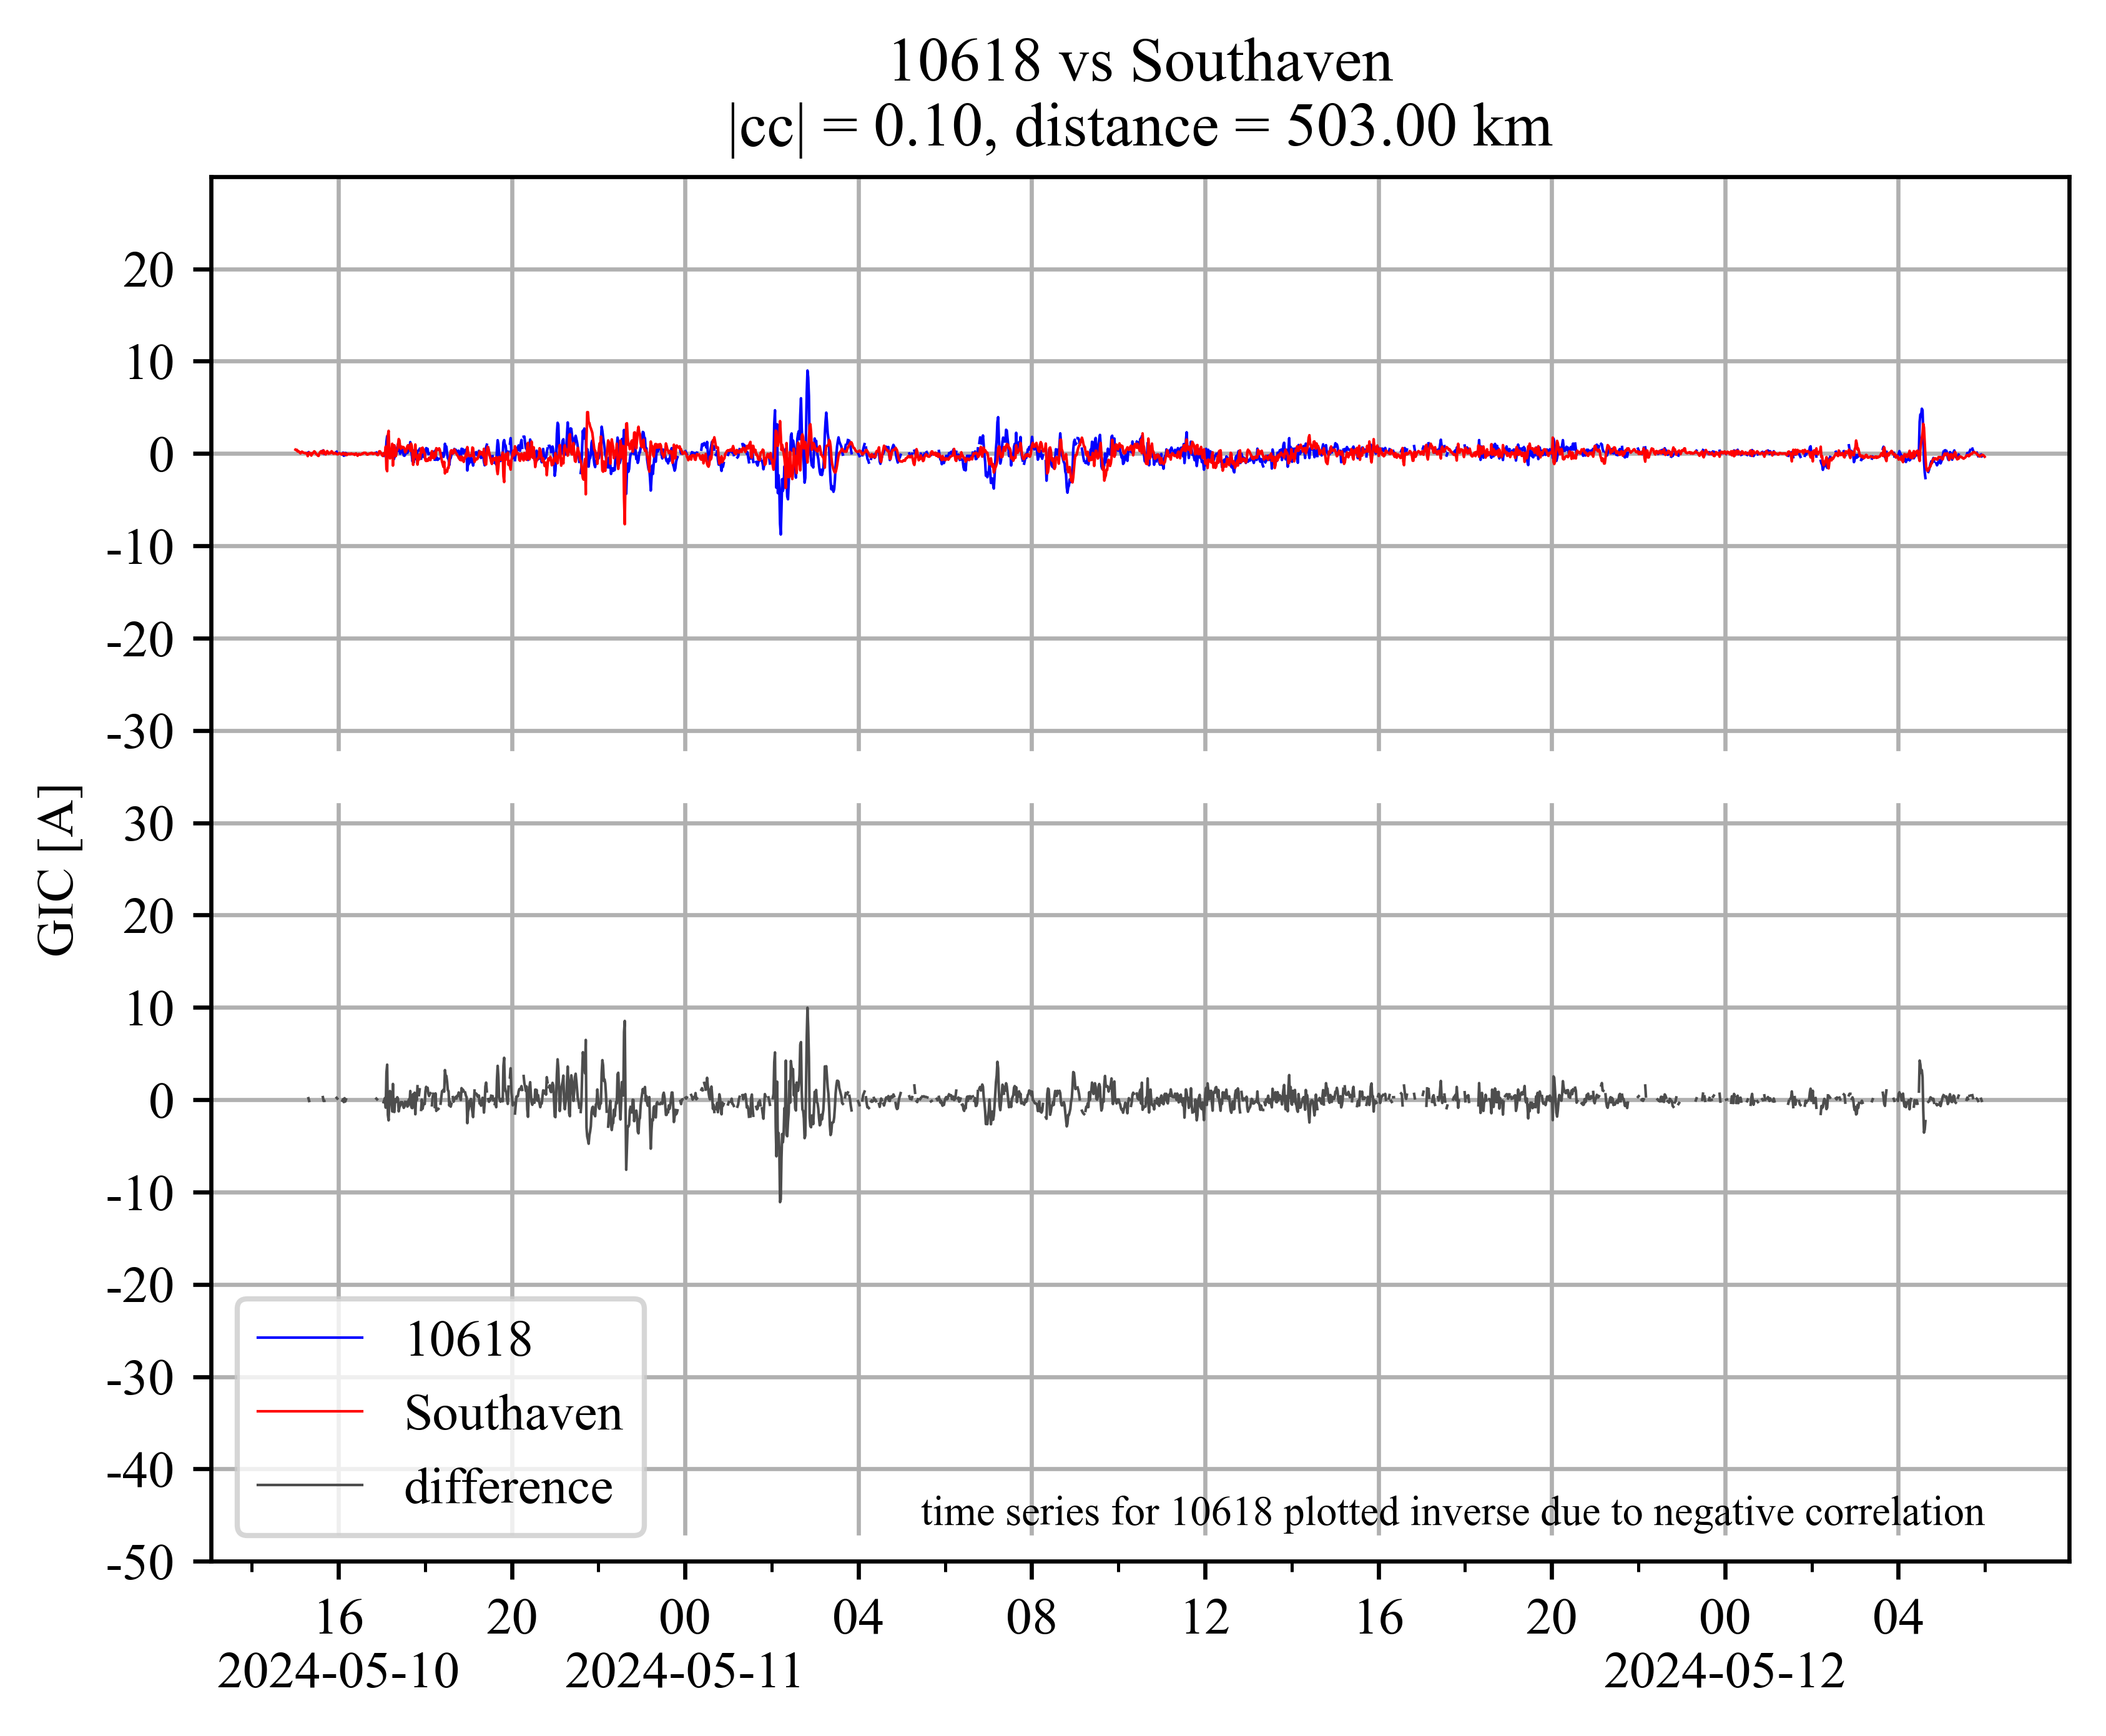 10618 vs Southaven
|cc| = 0.10, distance = 503.00 km
20
10
0
-10
-20
-30
30
20
10
0
-10
-20
-30
-40
-50
GIC [A]
10618
Southaven
difference
time series for 10618 plotted inverse due to negative correlation
16 20 00 04 08 12 16 20 00 04
2024-05-10 2024-05-11 2024-05-12